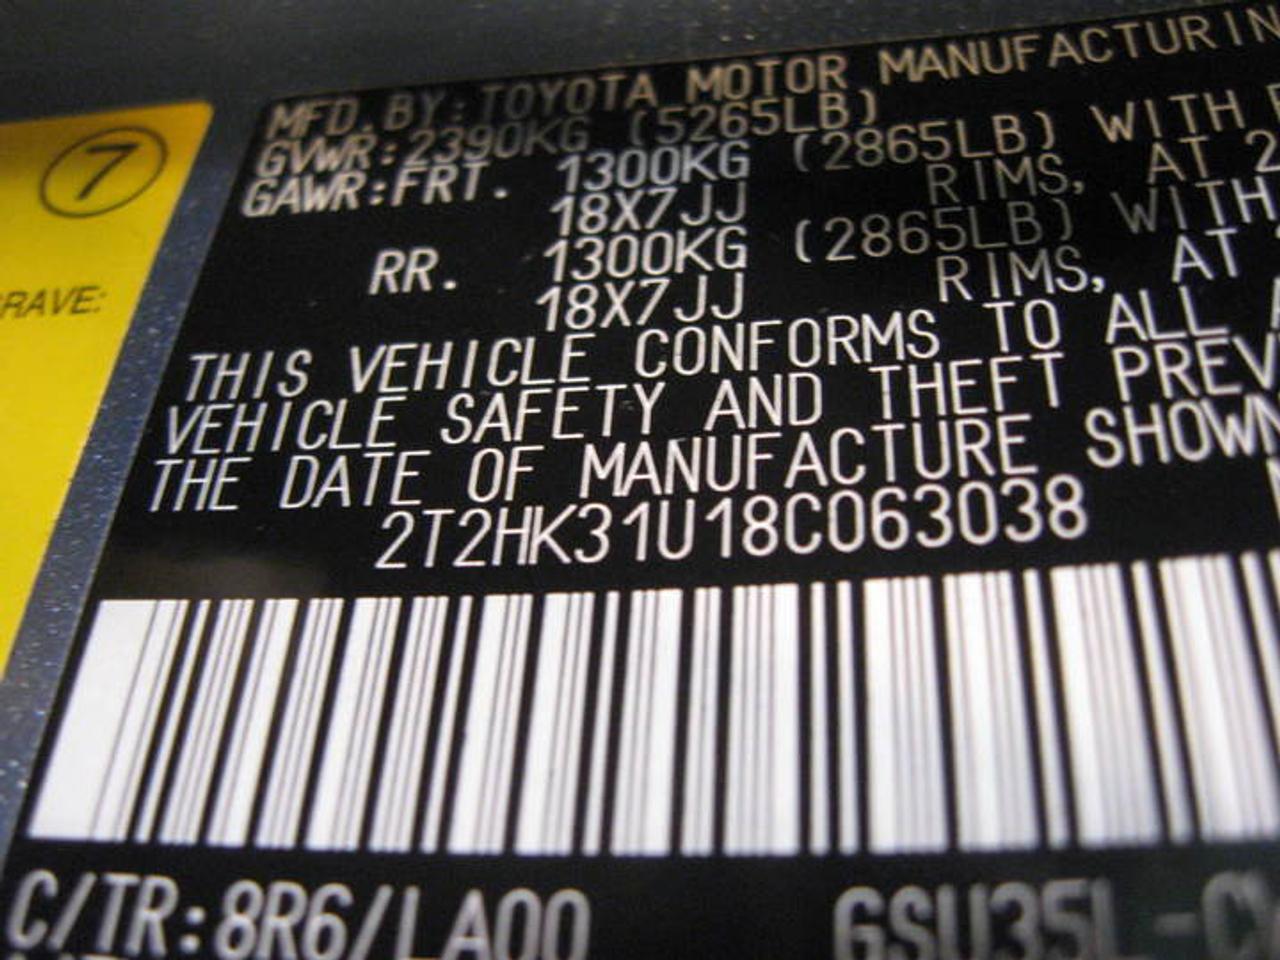 MFD.BY:TOYOTA MOTOR MANUFACTURIN
GVWR:2390KG (5265LB)
GAWR:FRT. 1300KG (2865LB) WITH
18X7JJ RIMS, AT 2
RR. 1300KG (2865LB) WITH
18X7JJ RIMS, AT
THIS VEHICLE CONFORMS TO ALL
VEHICLE SAFETY AND THEFT PREV
THE DATE OF MANUFACTURE SHOWN
2T2HK31U18C063038
C/TR:8R6/LA00 GSU35L-
7
RAVE: